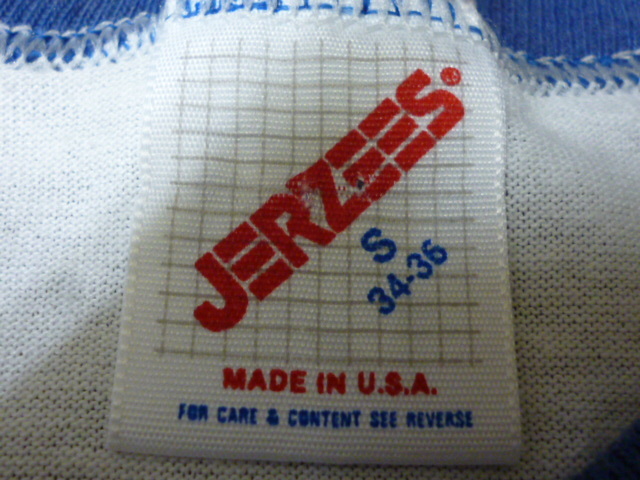 JERZEES®
S
34-36
MADE IN U.S.A.
FOR CARE & CONTENT SEE REVERSE